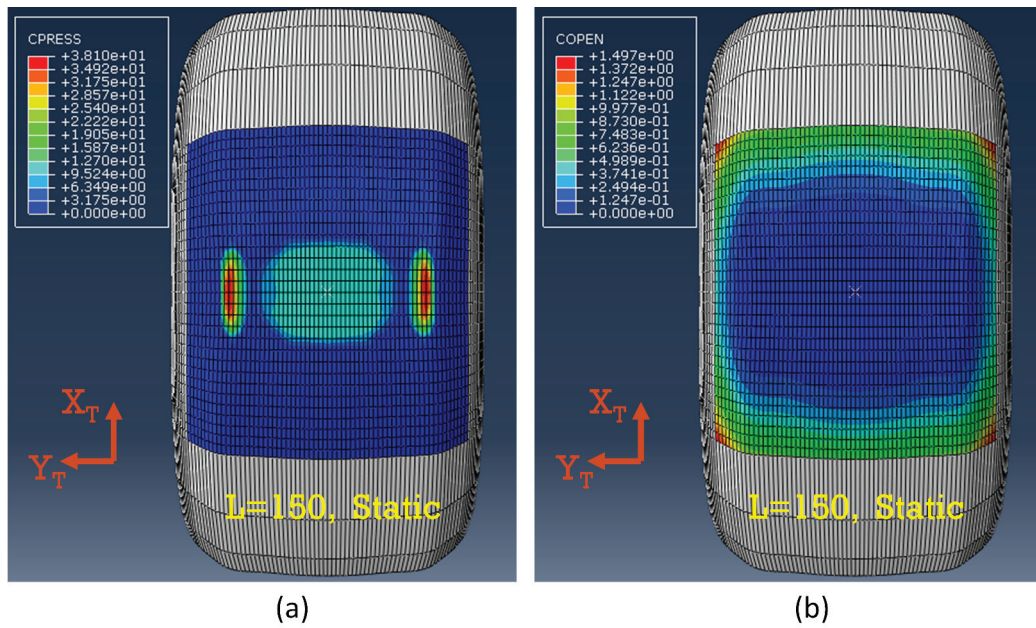 CPRESS
+3.810e+01
+3.492e+01
+3.175e+01
+2.857e+01
+2.540e+01
+2.222e+01
+1.905e+01
+1.587e+01
+1.270e+01
+9.524e+00
+6.349e+00
+3.175e+00
+0.000e+00
X_T
Y_T
L=150, Static
(a)
COPEN
+1.497e+00
+1.372e+00
+1.247e+00
+1.122e+00
+9.977e-01
+8.730e-01
+7.483e-01
+6.236e-01
+4.989e-01
+3.741e-01
+2.494e-01
+1.247e-01
+0.000e+00
X_T
Y_T
L=150, Static
(b)